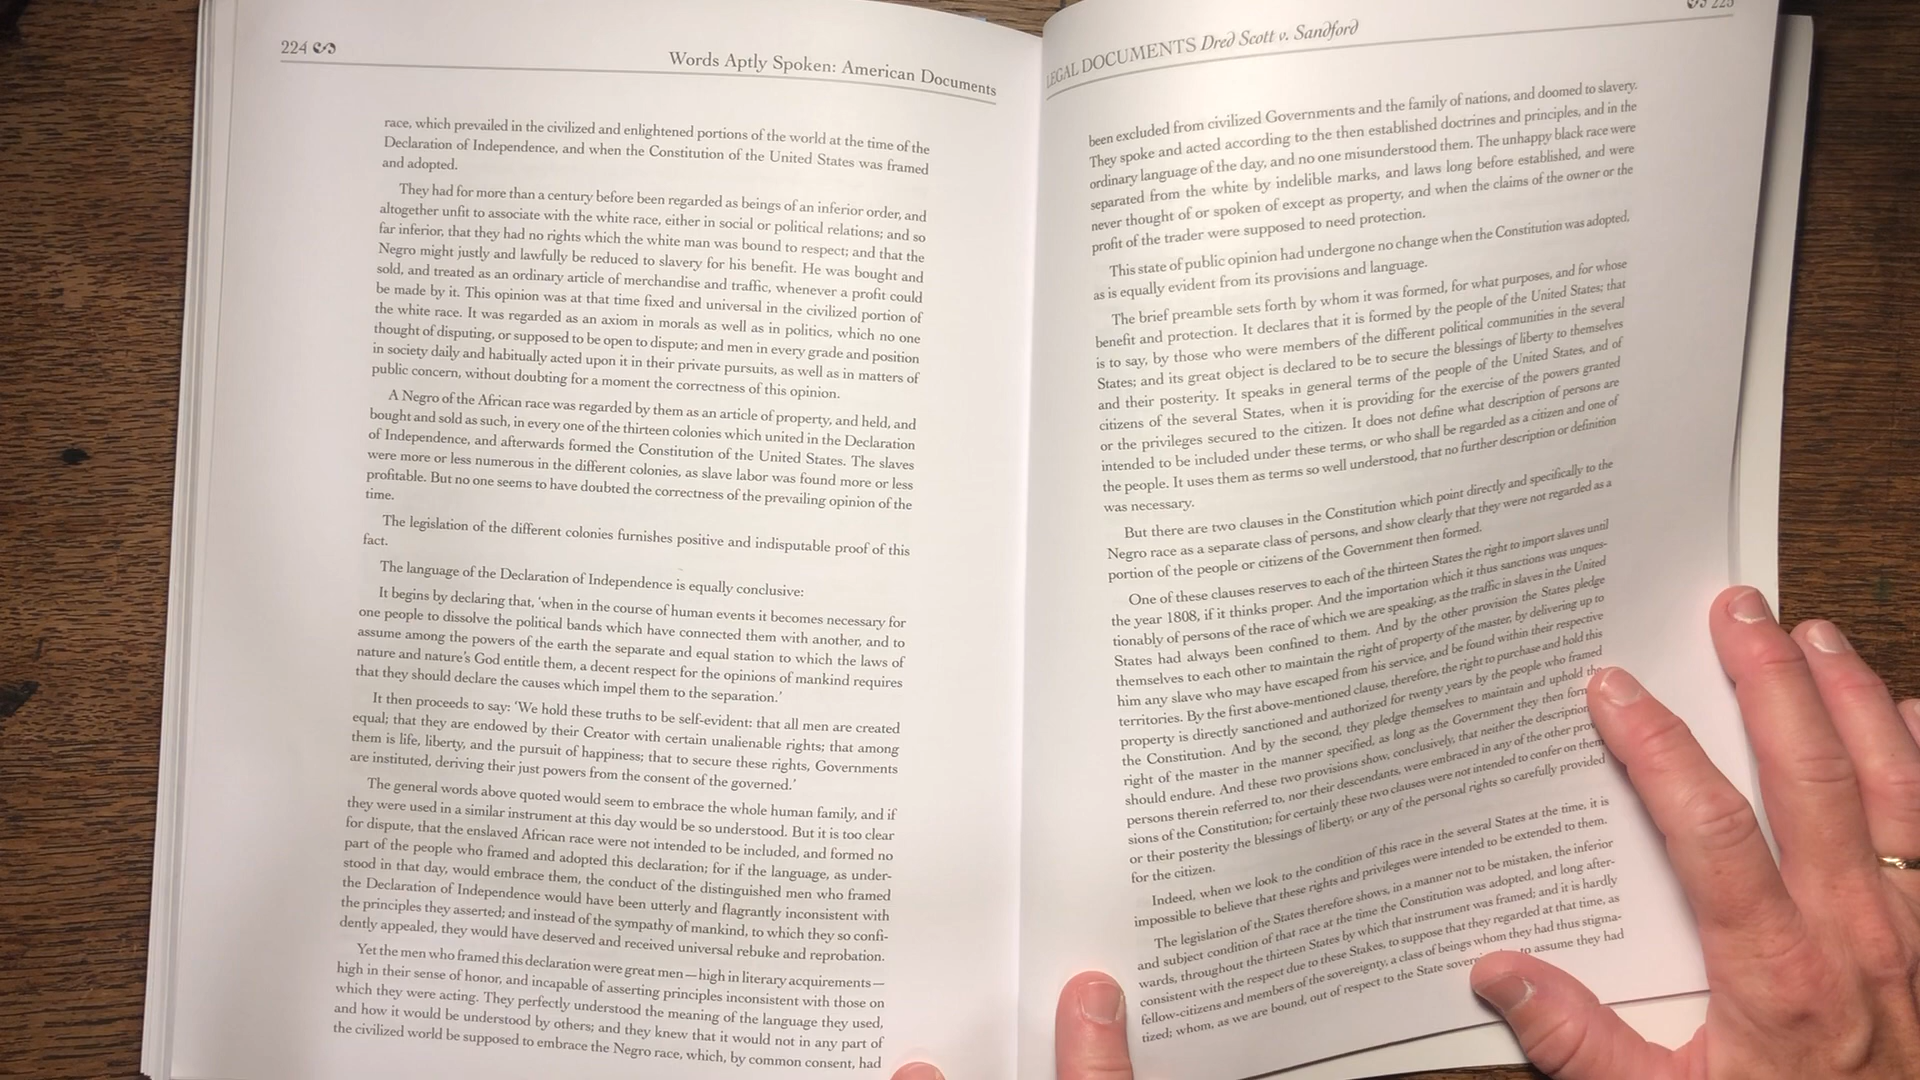 224
Words Aptly Spoken: American Documents
race, which prevailed in the civilized and enlightened portions of the world at the time of the
Declaration of Independence, and when the Constitution of the United States was framed
and adopted.
They had for more than a century before been regarded as beings of an inferior order, and
altogether unfit to associate with the white race, either in social or political relations; and so
far inferior, that they had no rights which the white man was bound to respect; and that the
Negro might justly and lawfully be reduced to slavery for his benefit. He was bought and
sold, and treated as an ordinary article of merchandise and traffic, whenever a profit could
be made by it. This opinion was at that time fixed and universal in the civilized portion of
the white race. It was regarded as an axiom in morals as well as in politics, which no one
thought of disputing, or supposed to be open to dispute; and men in every grade and position
in society daily and habitually acted upon it in their private pursuits, as well as in matters of
public concern, without doubting for a moment the correctness of this opinion.
A Negro of the African race was regarded by them as an article of property, and held, and
bought and sold as such, in every one of the thirteen colonies which united in the Declaration
of Independence, and afterwards formed the Constitution of the United States. The slaves
were more or less numerous in the different colonies, as slave labor was found more or less
profitable. But no one seems to have doubted the correctness of the prevailing opinion of the
time.
The legislation of the different colonies furnishes positive and indisputable proof of this
fact.
The language of the Declaration of Independence is equally conclusive:
It begins by declaring that, 'when in the course of human events it becomes necessary for
one people to dissolve the political bands which have connected them with another, and to
assume among the powers of the earth the separate and equal station to which the laws of
nature and nature's God entitle them, a decent respect for the opinions of mankind requires
that they should declare the causes which impel them to the separation.'
It then proceeds to say: 'We hold these truths to be self-evident: that all men are created
equal; that they are endowed by their Creator with certain unalienable rights; that among
them is life, liberty, and the pursuit of happiness; that to secure these rights, Governments
are instituted, deriving their just powers from the consent of the governed.'
The general words above quoted would seem to embrace the whole human family, and if
they were used in a similar instrument at this day would be so understood. But it is too clear
for dispute, that the enslaved African race were not intended to be included, and formed no
part of the people who framed and adopted this declaration; for if the language, as under-
stood in that day, would embrace them, the conduct of the distinguished men who framed
the Declaration of Independence would have been utterly and flagrantly inconsistent with
the principles they asserted; and instead of the sympathy of mankind, to which they so confi-
dently appealed, they would have deserved and received universal rebuke and reprobation.
Yet the men who framed this declaration were great men—high in literary acquirements—
high in their sense of honor, and incapable of asserting principles inconsistent with those on
which they were acting. They perfectly understood the meaning of the language they used,
and how it would be understood by others; and they knew that it would not in any part of
the civilized world be supposed to embrace the Negro race, which, by common consent, had
LEGAL DOCUMENTS Dred Scott v. Sandford
225
been excluded from civilized Governments and the family of nations, and doomed to slavery.
They spoke and acted according to the then established doctrines and principles, and in the
ordinary language of the day, and no one misunderstood them. The unhappy black race were
separated from the white by indelible marks, and laws long before established, and were
never thought of or spoken of except as property, and when the claims of the owner or the
profit of the trader were supposed to need protection.
This state of public opinion had undergone no change when the Constitution was adopted,
as is equally evident from its provisions and language.
The brief preamble sets forth by whom it was formed, for what purposes, and for whose
benefit and protection. It declares that it is formed by the people of the United States; that
is to say, by those who were members of the different political communities in the several
States; and its great object is declared to be to secure the blessings of liberty to themselves
and their posterity. It speaks in general terms of the people of the United States, and of
citizens of the several States, when it is providing for the exercise of the powers granted
or the privileges secured to the citizen. It does not define what description of persons are
intended to be included under these terms, or who shall be regarded as a citizen and one of
the people. It uses them as terms so well understood, that no further description or definition
was necessary.
But there are two clauses in the Constitution which point directly and specifically to the
Negro race as a separate class of persons, and show clearly that they were not regarded as a
portion of the people or citizens of the Government then formed.
One of these clauses reserves to each of the thirteen States the right to import slaves until
the year 1808, if it thinks proper. And the importation which it thus sanctions was unques-
tionably of persons of the race of which we are speaking, as the traffic in slaves in the United
States had always been confined to them. And by the other provision the States pledge
themselves to each other to maintain the right of property of the master, by delivering up to
him any slave who may have escaped from his service, and be found within their respective
territories. By the first above-mentioned clause, therefore, the right to purchase and hold this
property is directly sanctioned and authorized for twenty years by the people who framed
the Constitution. And by the second, they pledge themselves to maintain and uphold the
right of the master in the manner specified, as long as the Government they then form
should endure. And these two provisions show, conclusively, that neither the description
persons therein referred to, nor their descendants, were embraced in any of the other prov
sions of the Constitution; for certainly these two clauses were not intended to confer on them
or their posterity the blessings of liberty, or any of the personal rights so carefully provided
for the citizen.
Indeed, when we look to the condition of this race in the several States at the time, it is
impossible to believe that these rights and privileges were intended to be extended to them.
The legislation of the States therefore shows, in a manner not to be mistaken, the inferior
and subject condition of that race at the time the Constitution was adopted, and long after-
wards, throughout the thirteen States by which that instrument was framed; and it is hardly
consistent with the respect due to these Stakes, to suppose that they regarded at that time, as
fellow-citizens and members of the sovereignty, a class of beings whom they had thus stigma-
tized; whom, as we are bound, out of respect to the State sover to assume they had